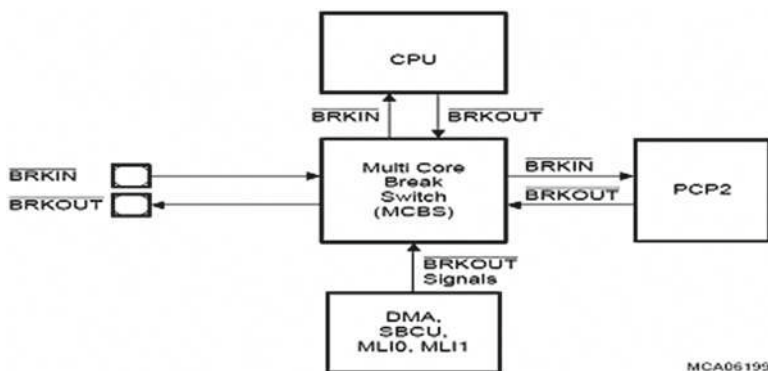 CPU
BRKIN
BRKOUT
BRKIN
BRKOUT
Multi Core
Break
Switch
(MCBS)
BRKIN
BRKOUT
PCP2
BRKOUT
Signals
DMA,
SBCU,
MLI0, MLI1
MCA06199